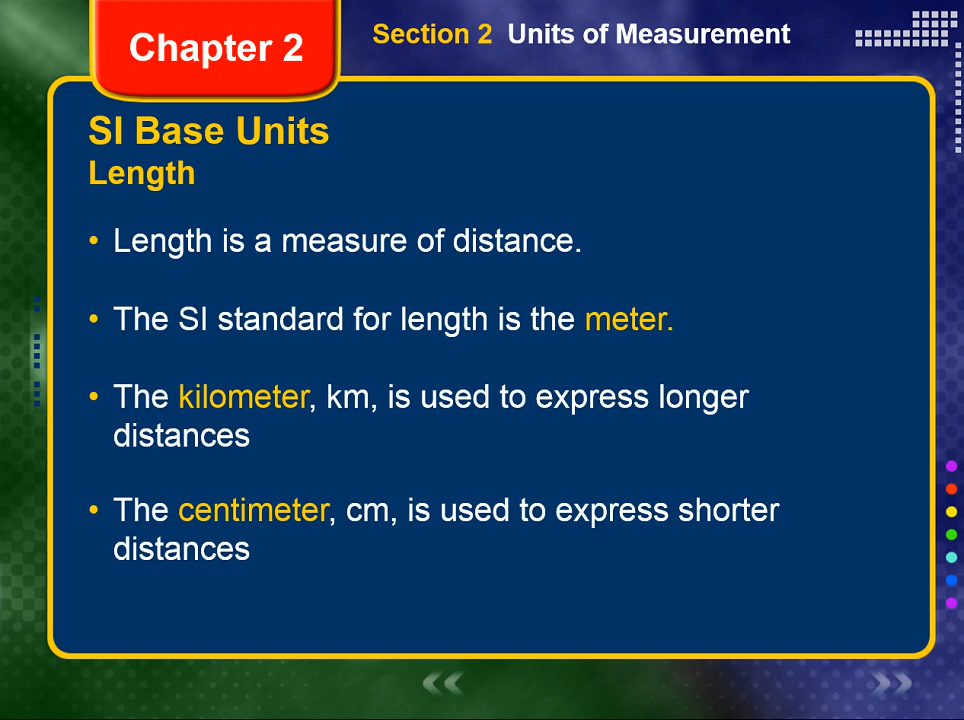 Chapter 2
Section 2 Units of Measurement
SI Base Units
Length
• Length is a measure of distance.
• The SI standard for length is the meter.
• The kilometer, km, is used to express longer
distances
• The centimeter, cm, is used to express shorter
distances